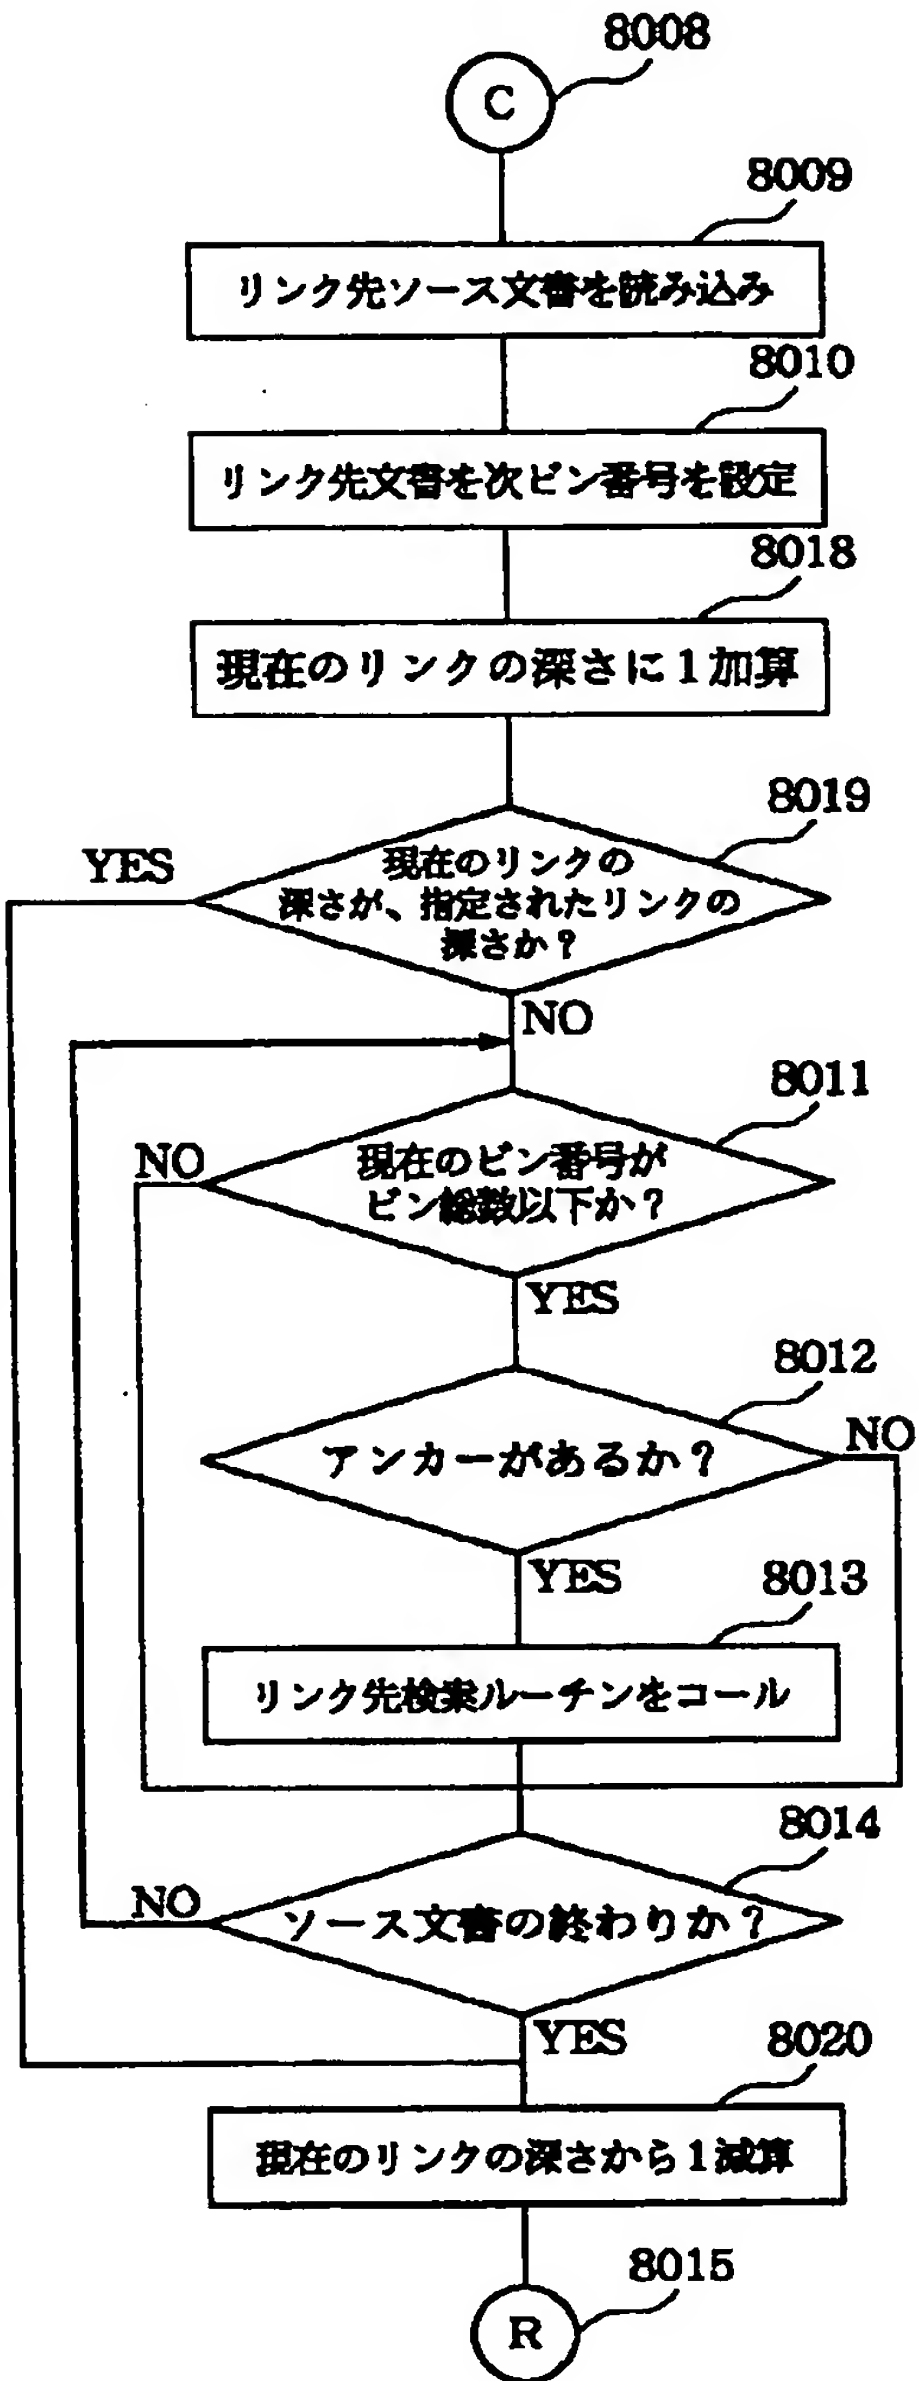 8008
C
8009
リンク先ソース文書を読み込み
8010
リンク先文書を次ビン番号を設定
8018
現在のリンクの深さに1加算
8019
YES
現在のリンクの
深さが、指定されたリンクの
深さか?
NO
8011
NO
現在のビン番号が
ビン総数以下か?
YES
8012
アンカーがあるか?
NO
YES
8013
リンク先検索ルーチンをコール
8014
NO
ソース文書の終わりか?
YES
8020
現在のリンクの深さから1減算
8015
R